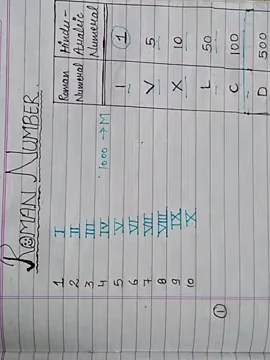 ROMAN NUMBER
1 I
2 II
3 III
4 IV
5 V
6 VI
7 VII
8 VIII
9 IX
10 X
1000 → M
Roman Numeral | Hindu-Arabic Numeral
I | 1
V | 5
X | 10
L | 50
C | 100
D | 500
1